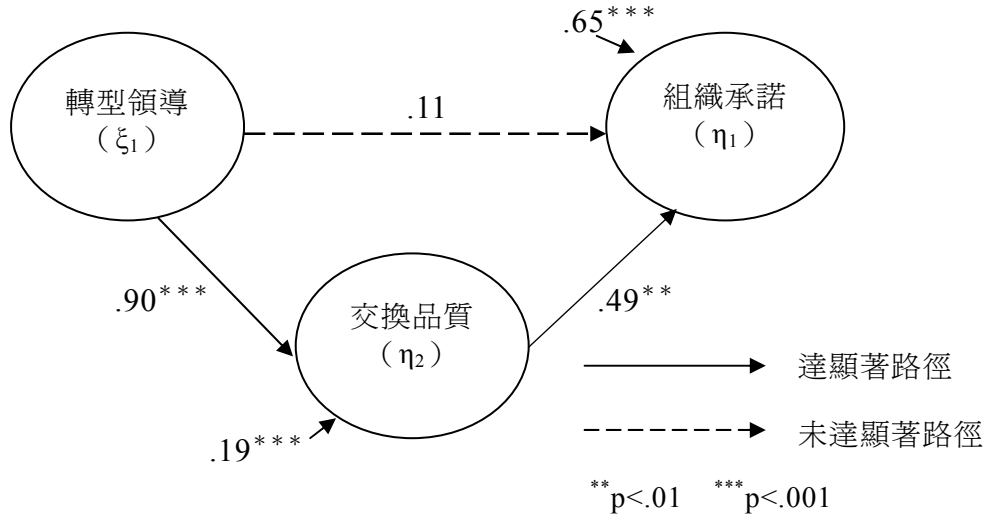 .65***
轉型領導
（ξ₁）
.11
組織承諾
（η₁）
.90***
交換品質
（η₂）
.49**
.19***
達顯著路徑
未達顯著路徑
**p<.01 ***p<.001